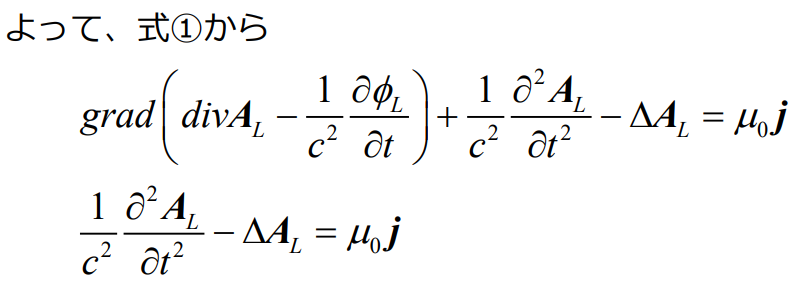 よって、式①から
grad(divA_L − 1/c² ∂φ_L/∂t) + 1/c² ∂²A_L/∂t² − ΔA_L = μ₀j
1/c² ∂²A_L/∂t² − ΔA_L = μ₀j